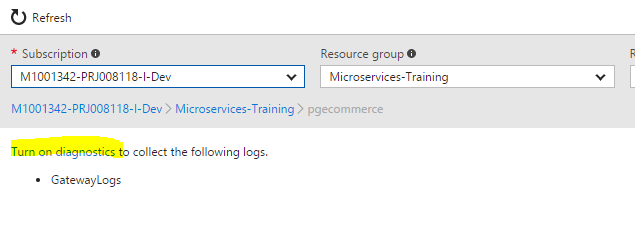 Refresh
* Subscription
Resource group
M1001342-PRJ008118-I-Dev
Microservices-Training
M1001342-PRJ008118-I-Dev > Microservices-Training > pgecommerce
Turn on diagnostics to collect the following logs.
• GatewayLogs